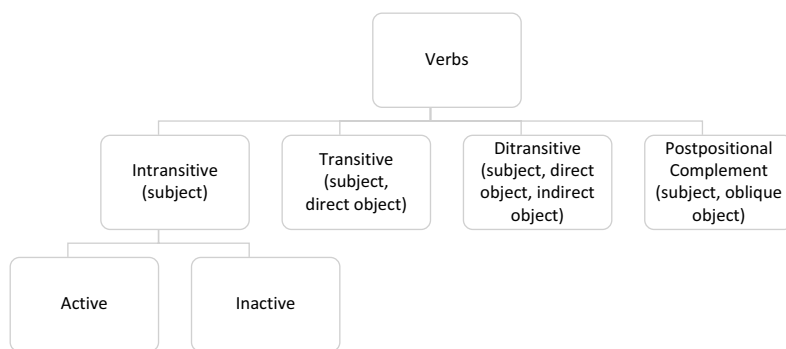 Verbs
Intransitive
(subject)
Transitive
(subject,
direct object)
Ditransitive
(subject, direct
object, indirect
object)
Postpositional
Complement
(subject, oblique
object)
Active
Inactive